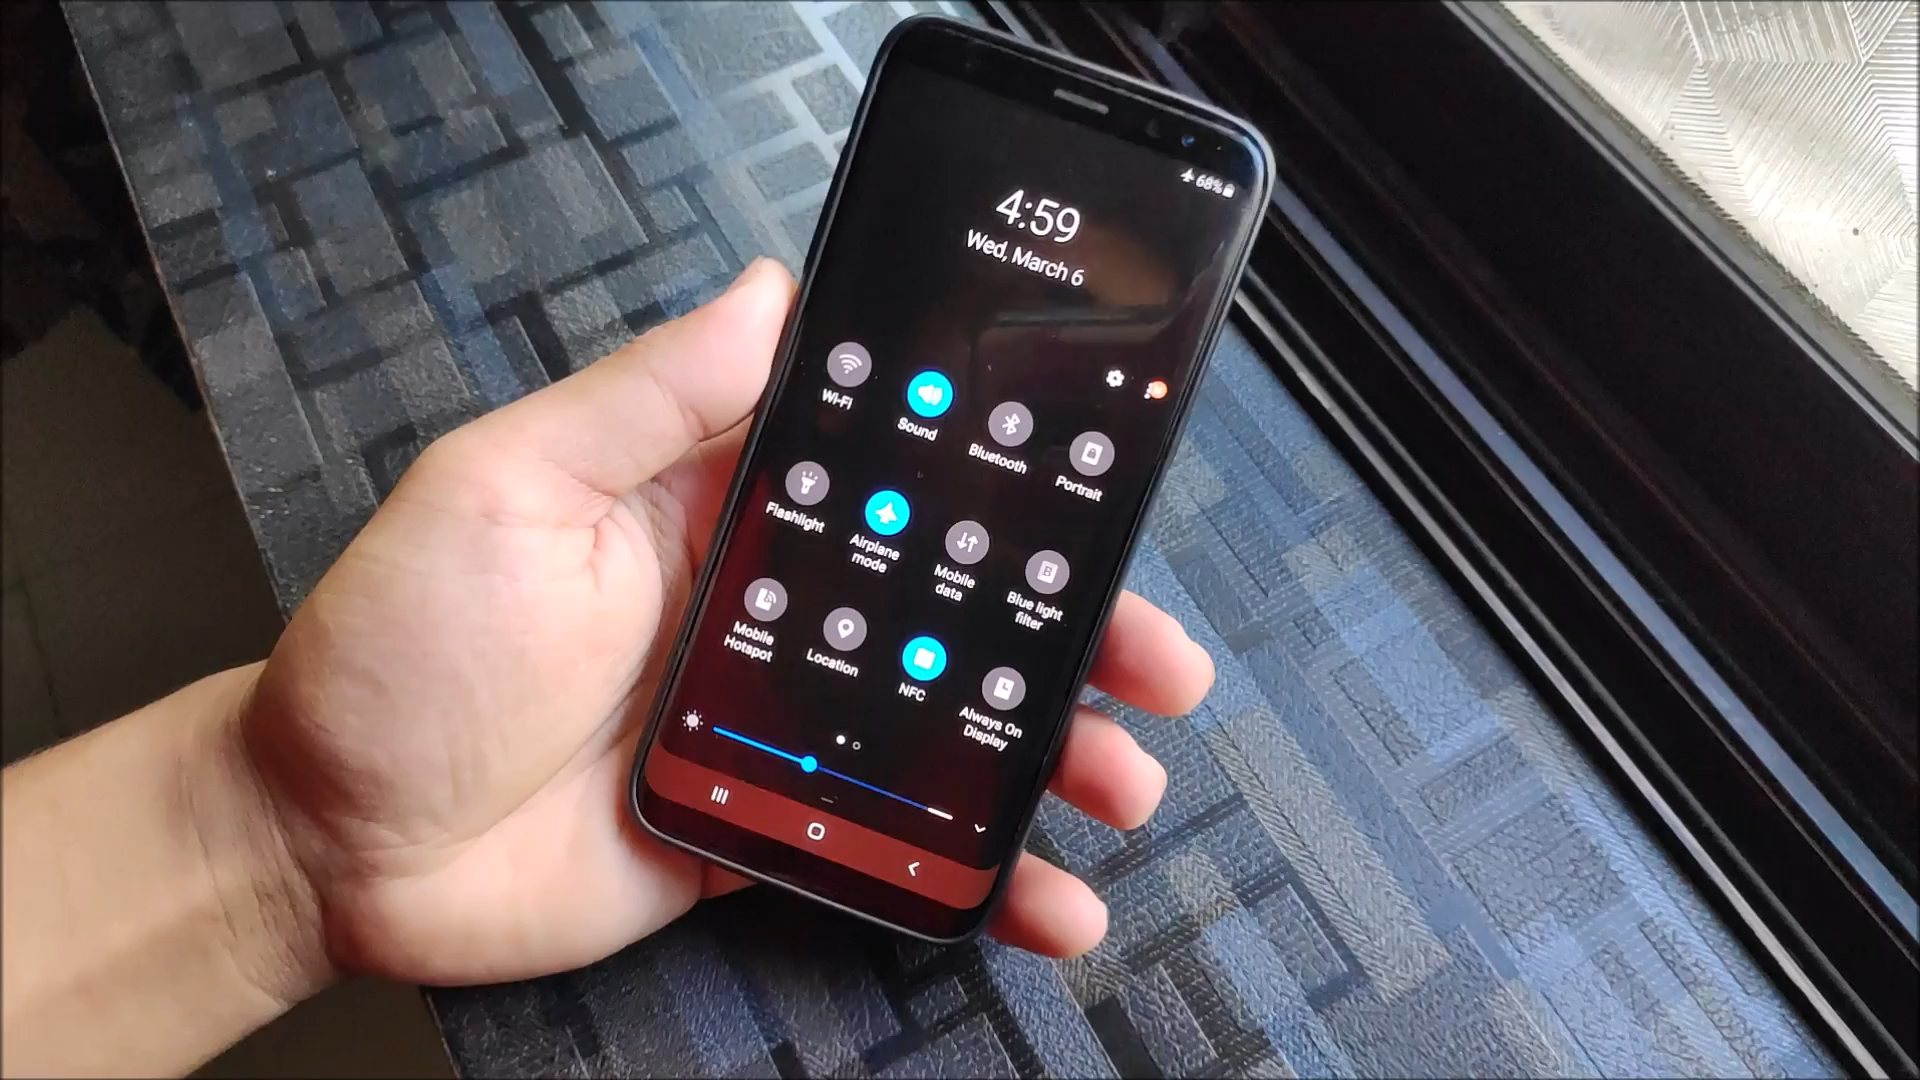 68%
4:59
Wed, March 6
Wi-Fi
Sound
Bluetooth
Portrait
Flashlight
Airplane
mode
Mobile
data
Blue light
filter
Mobile
Hotspot
Location
NFC
Always On
Display